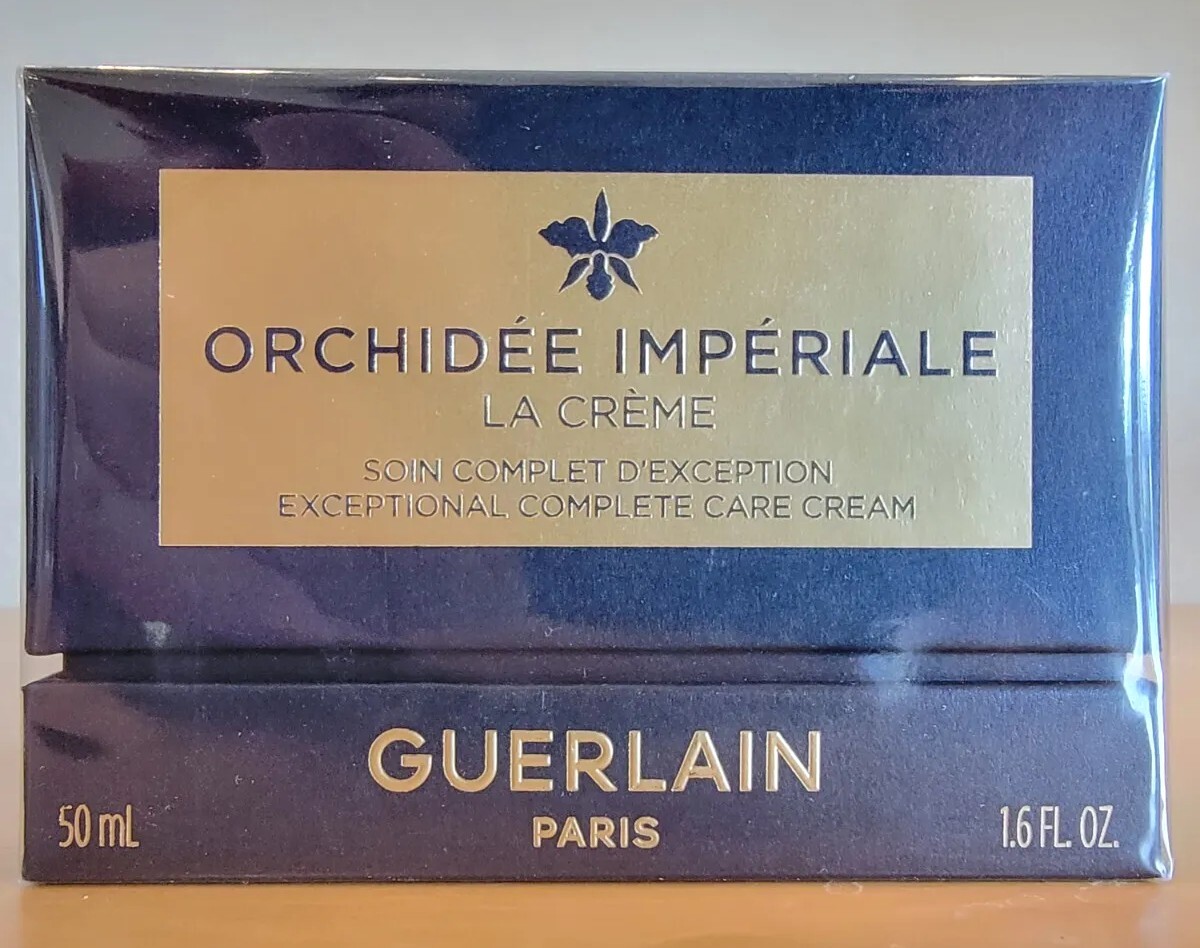 ORCHIDÉE IMPÉRIALE
LA CRÈME
SOIN COMPLET D'EXCEPTION
EXCEPTIONAL COMPLETE CARE CREAM
GUERLAIN
PARIS
50 mL
1.6 FL. OZ.